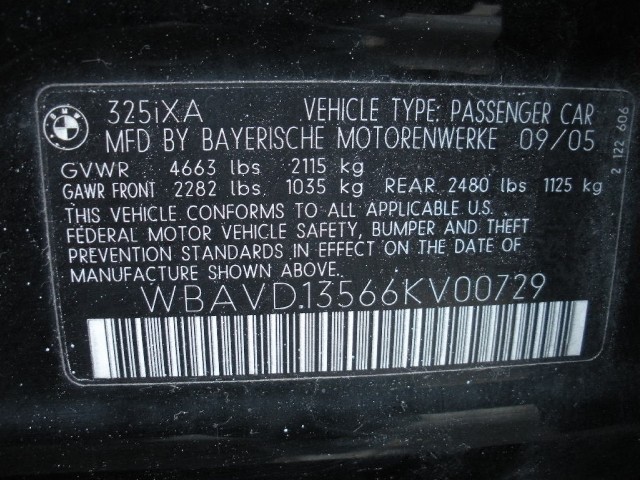 BMW
325iXA VEHICLE TYPE: PASSENGER CAR
MFD BY BAYERISCHE MOTORENWERKE 09/05
GVWR 4663 lbs 2115 kg
GAWR FRONT 2282 lbs 1035 kg REAR 2480 lbs 1125 kg
THIS VEHICLE CONFORMS TO ALL APPLICABLE U.S.
FEDERAL MOTOR VEHICLE SAFETY, BUMPER AND THEFT
PREVENTION STANDARDS IN EFFECT ON THE DATE OF
MANUFACTURE SHOWN ABOVE.
WBAVD13566KV00729
2 122 606